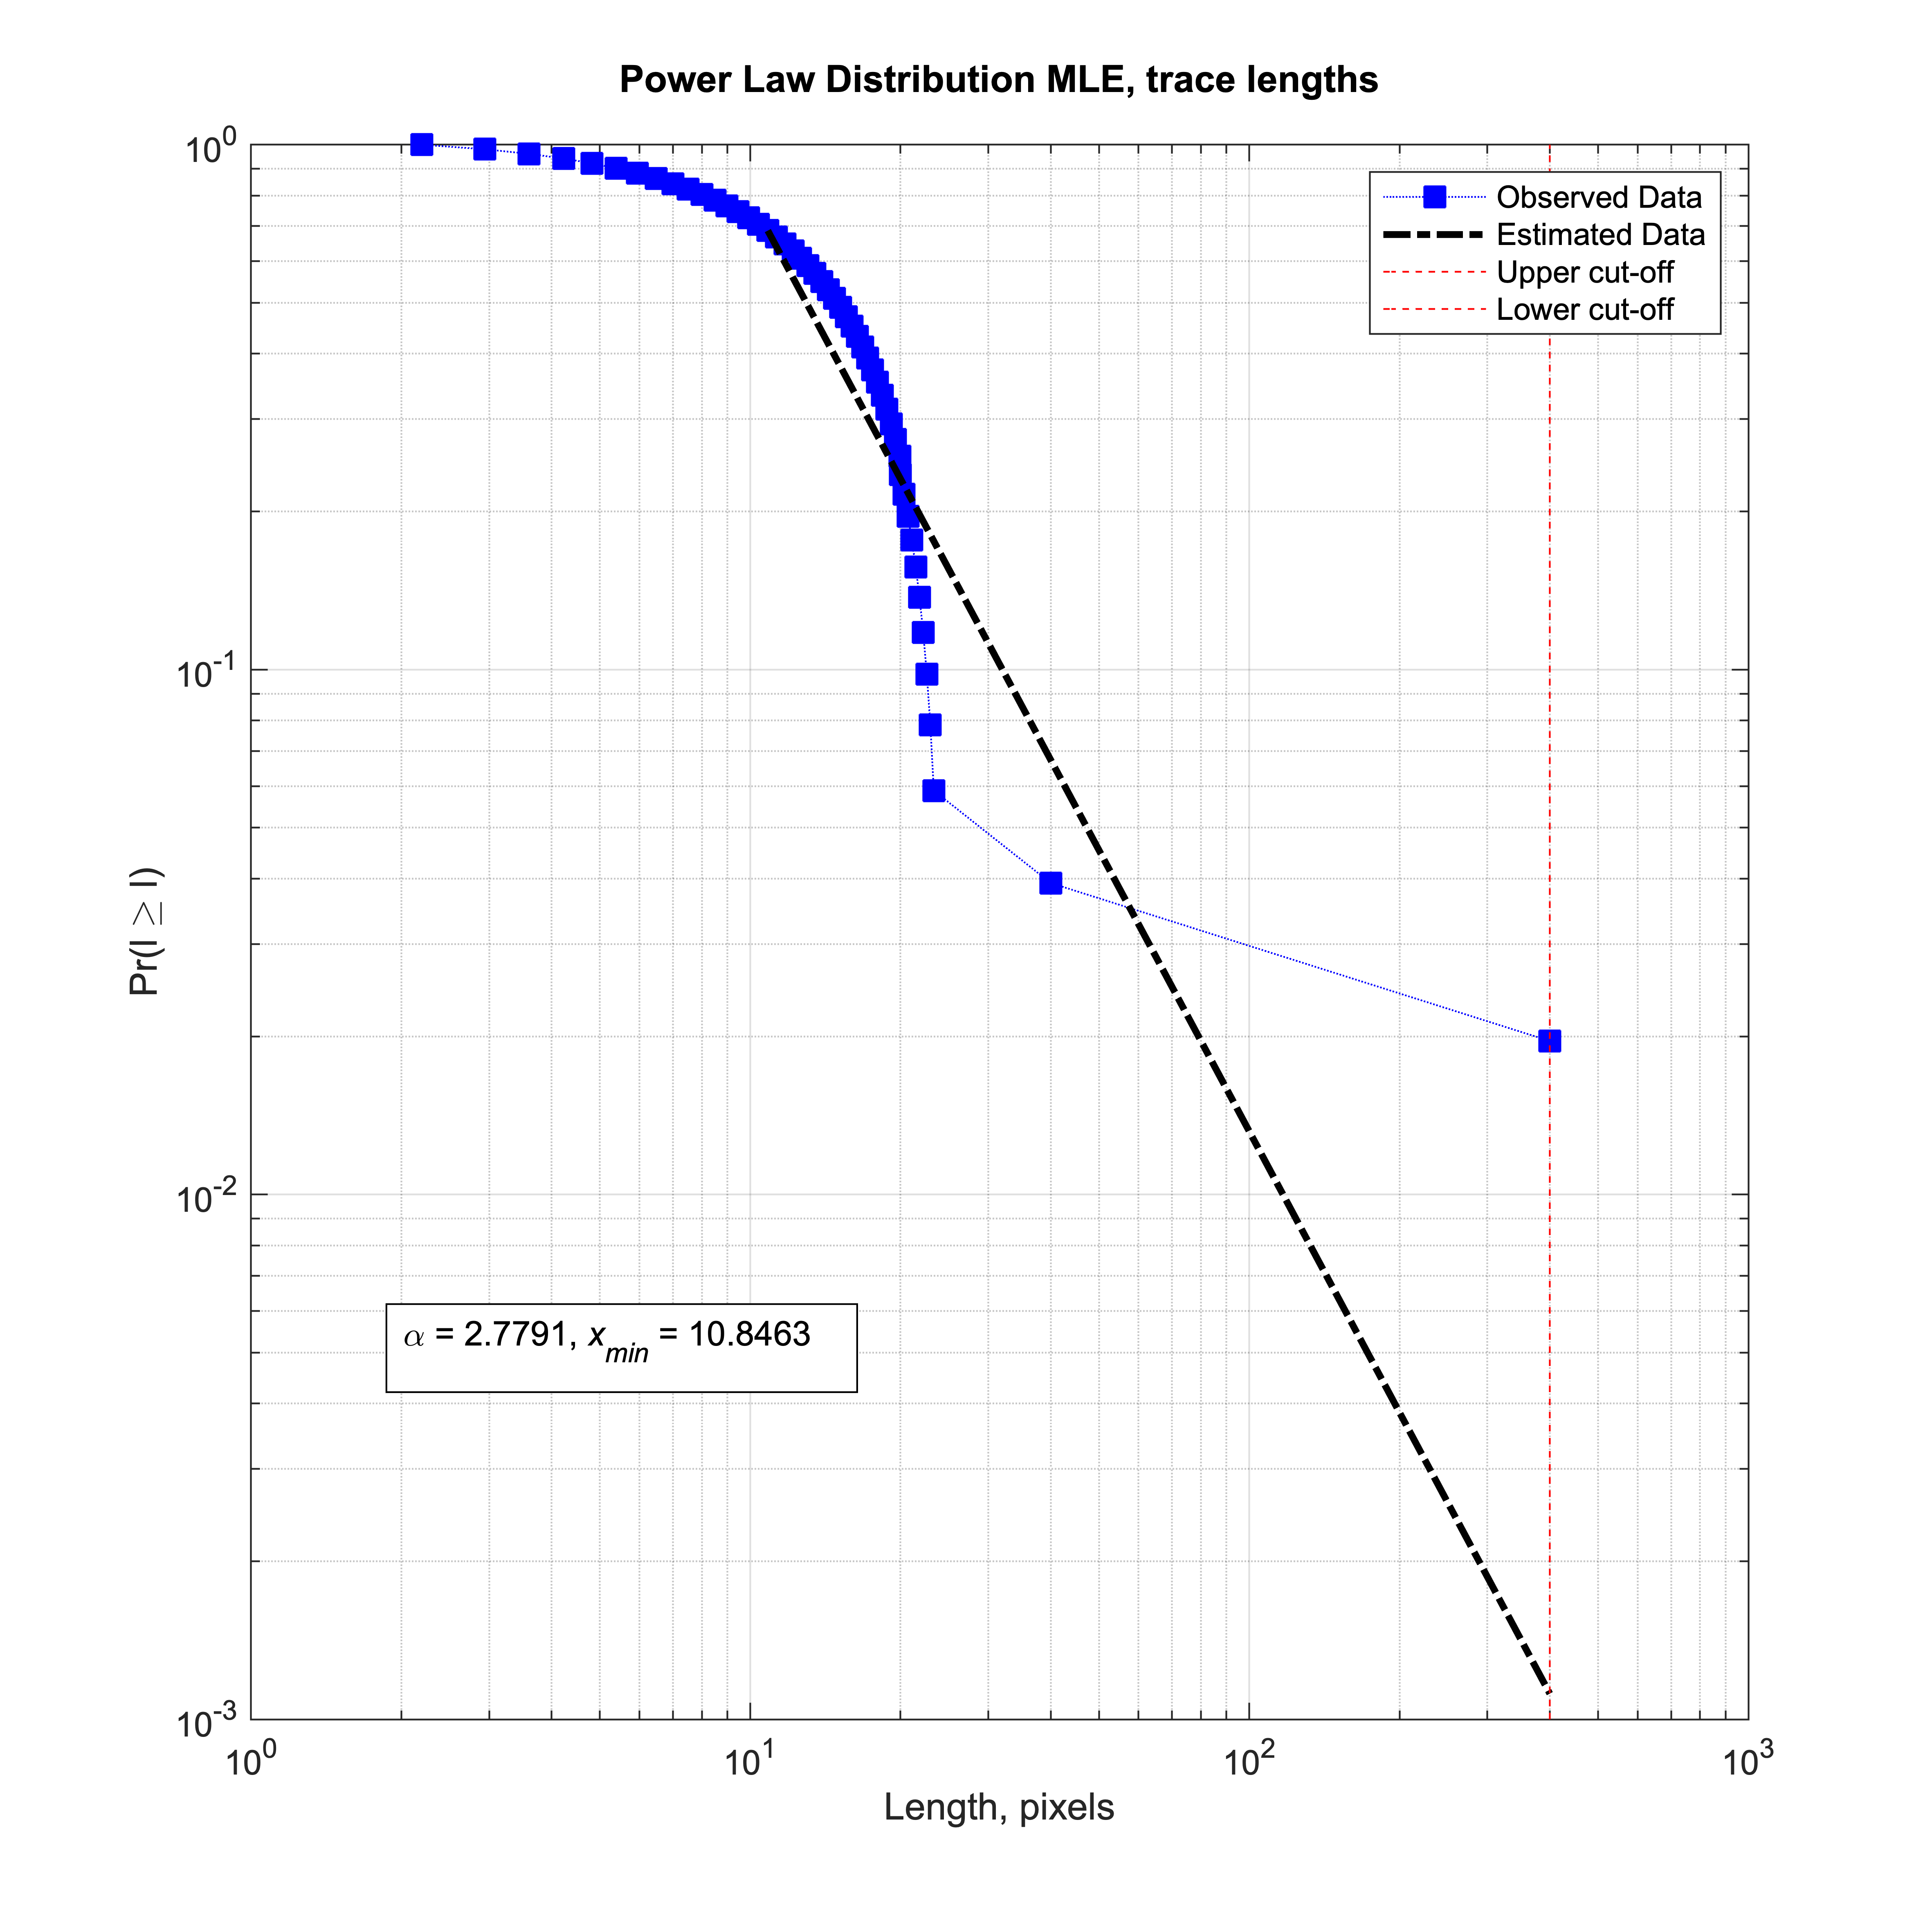 Power Law Distribution MLE, trace lengths
10^0
10^-1
10^-2
10^-3
Pr(l ≥ l)
Observed Data
Estimated Data
Upper cut-off
Lower cut-off
α = 2.7791, x_min = 10.8463
10^0
10^1
10^2
10^3
Length, pixels